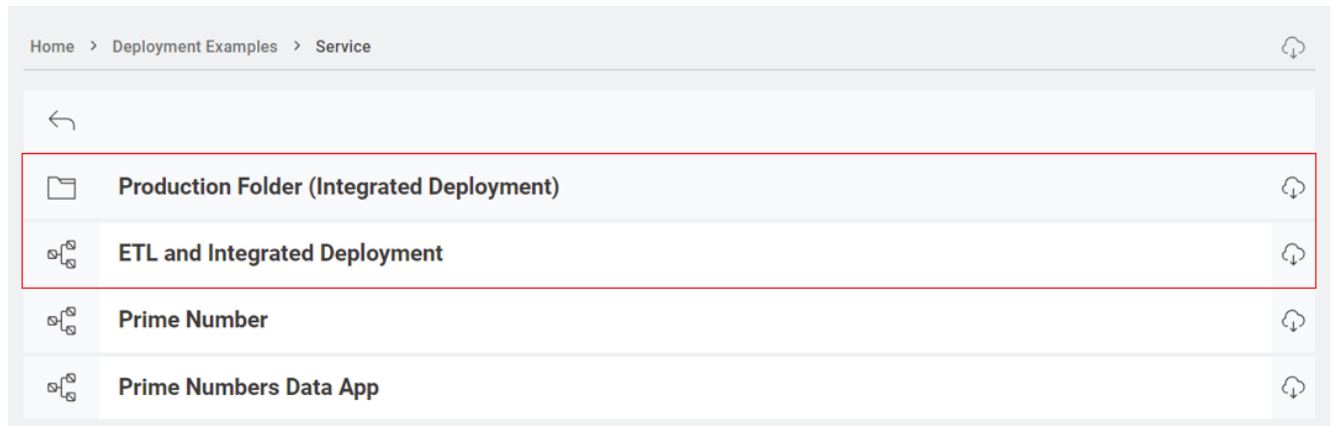 Home > Deployment Examples > Service
Production Folder (Integrated Deployment)
ETL and Integrated Deployment
Prime Number
Prime Numbers Data App